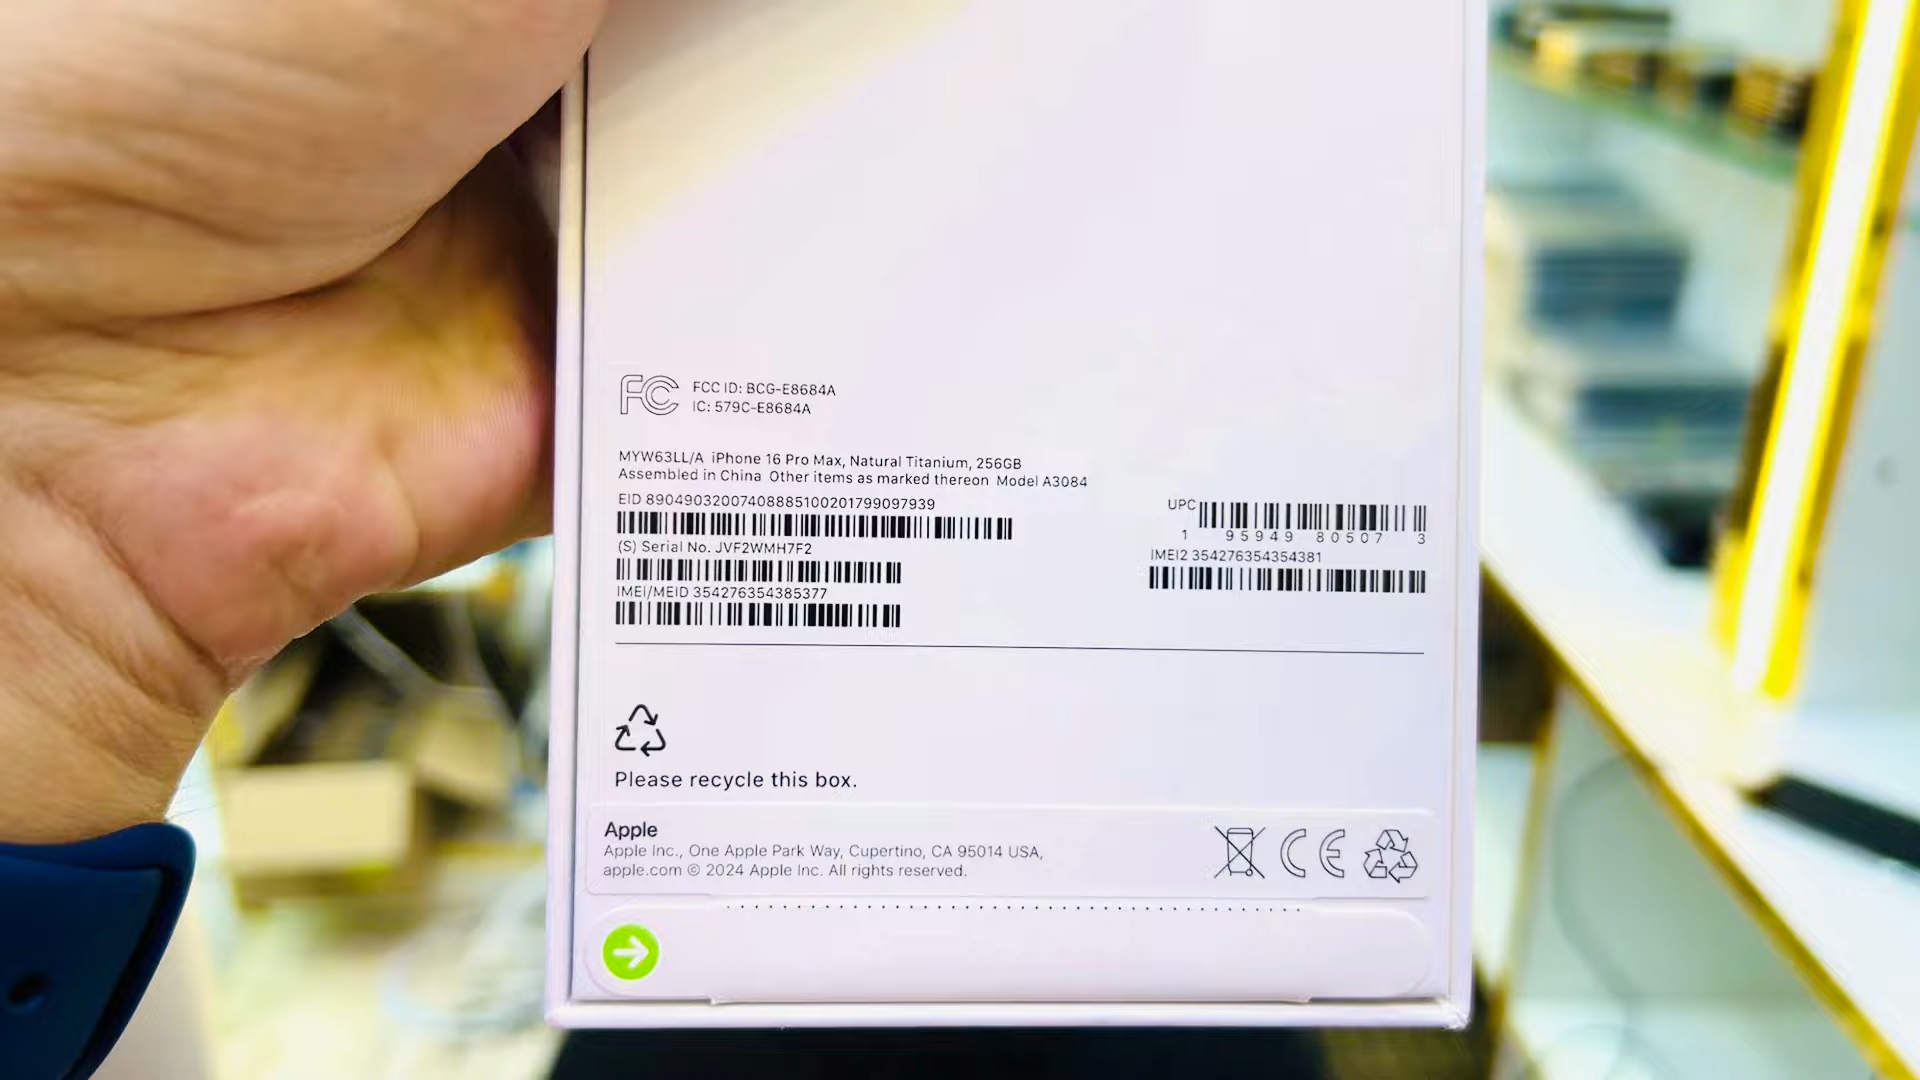 FCC ID: BCG-E8684A
IC: 579C-E8684A
MYW63LL/A iPhone 16 Pro Max, Natural Titanium, 256GB
Assembled in China Other items as marked thereon Model A3084
EID 89049032007408885100201799097939
UPC
1 95949 80507 3
(S) Serial No. JVF2WMH7F2
IMEI2 354276354354381
IMEI/MEID 354276354385377
Please recycle this box.
Apple
Apple Inc., One Apple Park Way, Cupertino, CA 95014 USA,
apple.com © 2024 Apple Inc. All rights reserved.